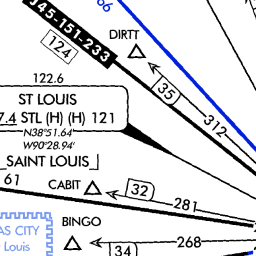 J45-151-233
66
DIRTT
124
35
122.6
312
ST LOUIS
7.4 STL (H) (H) 121
N38°51.64'
W90°28.94'
SAINT LOUIS
61
CABIT
32
281
BINGO
AS CITY
Louis
268
34